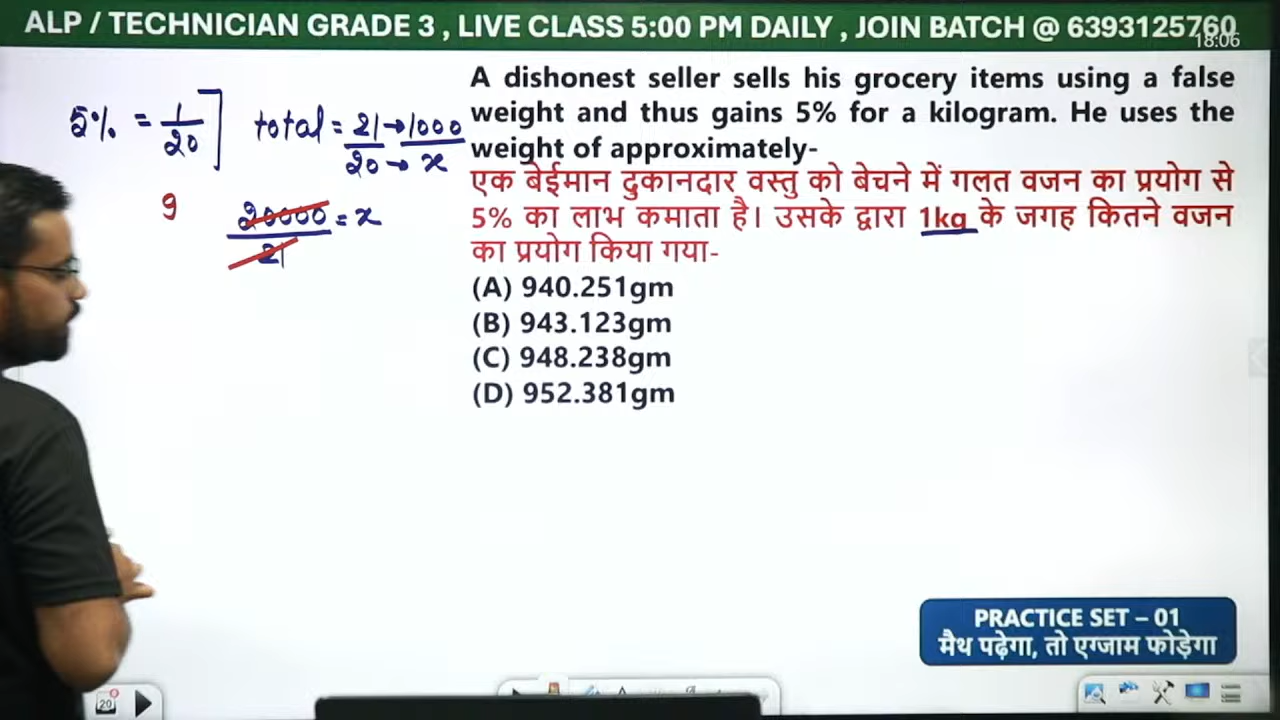 ALP / TECHNICIAN GRADE 3 , LIVE CLASS 5:00 PM DAILY , JOIN BATCH @ 6393125760
18:06
A dishonest seller sells his grocery items using a false
weight and thus gains 5% for a kilogram. He uses the
weight of approximately-
एक बेईमान दुकानदार वस्तु को बेचने में गलत वजन का प्रयोग से
5% का लाभ कमाता है। उसके द्वारा 1kg के जगह कितने वजन
का प्रयोग किया गया-
(A) 940.251gm
(B) 943.123gm
(C) 948.238gm
(D) 952.381gm
5% = 1/20] total = 21→1000
20→x
20000/21 = x
9
PRACTICE SET – 01
मैथ पढ़ेगा, तो एग्जाम फोड़ेगा
20